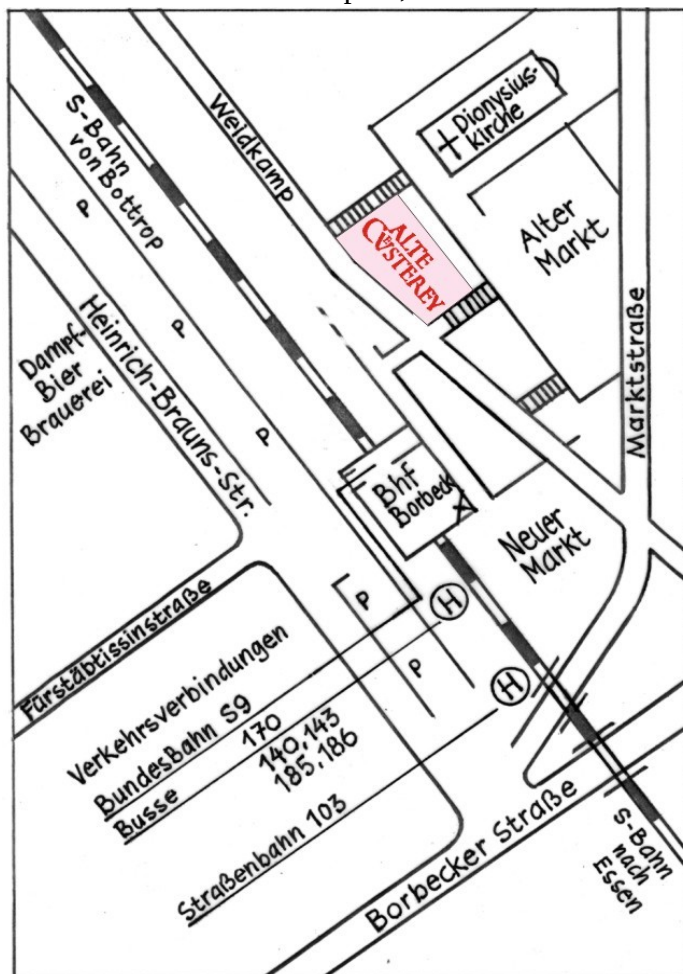 Weidkamp
S-Bahn
von Bottrop
Dionysius-
Kirche
ALTE
CUESTEREY
Alter
Markt
Marktstraße
P
P
P
Heinrich-Brauns-Str.
Dampf-
Bier
Brauerei
Bhf
Borbeck
Neuer
Markt
P
P
H
H
Fürstäbtissinstraße
Verkehrsverbindungen
BundesBahn S9
Busse 170
140,143
185,186
Straßenbahn 103
Borbecker Straße
S-Bahn
nach
Essen